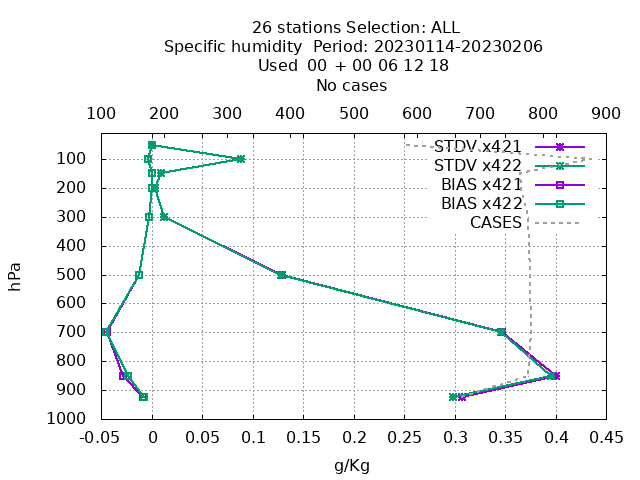 26 stations Selection: ALL
Specific humidity  Period: 20230114-20230206
Used  00 + 00 06 12 18
No cases
100 200 300 400 500 600 700 800 900
STDV x421
STDV x422
BIAS x421
BIAS x422
CASES
hPa
100
200
300
400
500
600
700
800
900
1000
-0.05 0 0.05 0.1 0.15 0.2 0.25 0.3 0.35 0.4 0.45
g/Kg